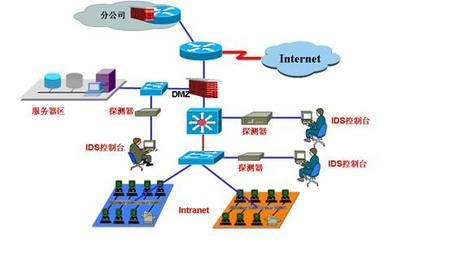 分公司
Internet
DMZ
服务器区
探测器
探测器
IDS控制台
IDS控制台
探测器
IDS控制台
Intranet